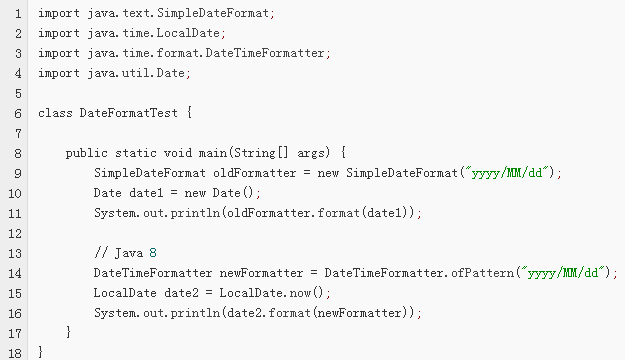 1 import java.text.SimpleDateFormat;
2 import java.time.LocalDate;
3 import java.time.format.DateTimeFormatter;
4 import java.util.Date;
5
6 class DateFormatTest {
7
8     public static void main(String[] args) {
9         SimpleDateFormat oldFormatter = new SimpleDateFormat("yyyy/MM/dd");
10         Date date1 = new Date();
11         System.out.println(oldFormatter.format(date1));
12
13         // Java 8
14         DateTimeFormatter newFormatter = DateTimeFormatter.ofPattern("yyyy/MM/dd");
15         LocalDate date2 = LocalDate.now();
16         System.out.println(date2.format(newFormatter));
17     }
18 }